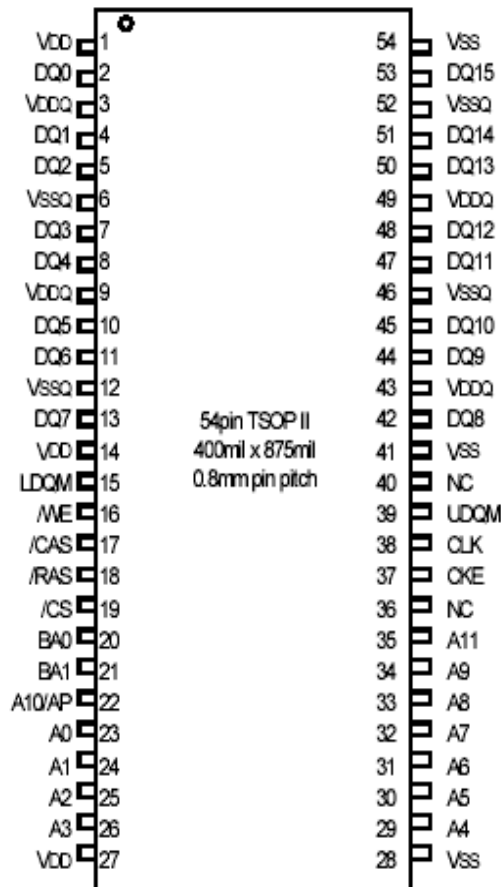 VDD 1 54 VSS
DQ0 2 53 DQ15
VDDQ 3 52 VSSQ
DQ1 4 51 DQ14
DQ2 5 50 DQ13
VSSQ 6 49 VDDQ
DQ3 7 48 DQ12
DQ4 8 47 DQ11
VDDQ 9 46 VSSQ
DQ5 10 45 DQ10
DQ6 11 44 DQ9
VSSQ 12 43 VDDQ
DQ7 13 54pin TSOP II 42 DQ8
VDD 14 400mil x 875mil 41 VSS
LDQM 15 0.8mm pin pitch 40 NC
/WE 16 39 UDQM
/CAS 17 38 CLK
/RAS 18 37 CKE
/CS 19 36 NC
BA0 20 35 A11
BA1 21 34 A9
A10/AP 22 33 A8
A0 23 32 A7
A1 24 31 A6
A2 25 30 A5
A3 26 29 A4
VDD 27 28 VSS